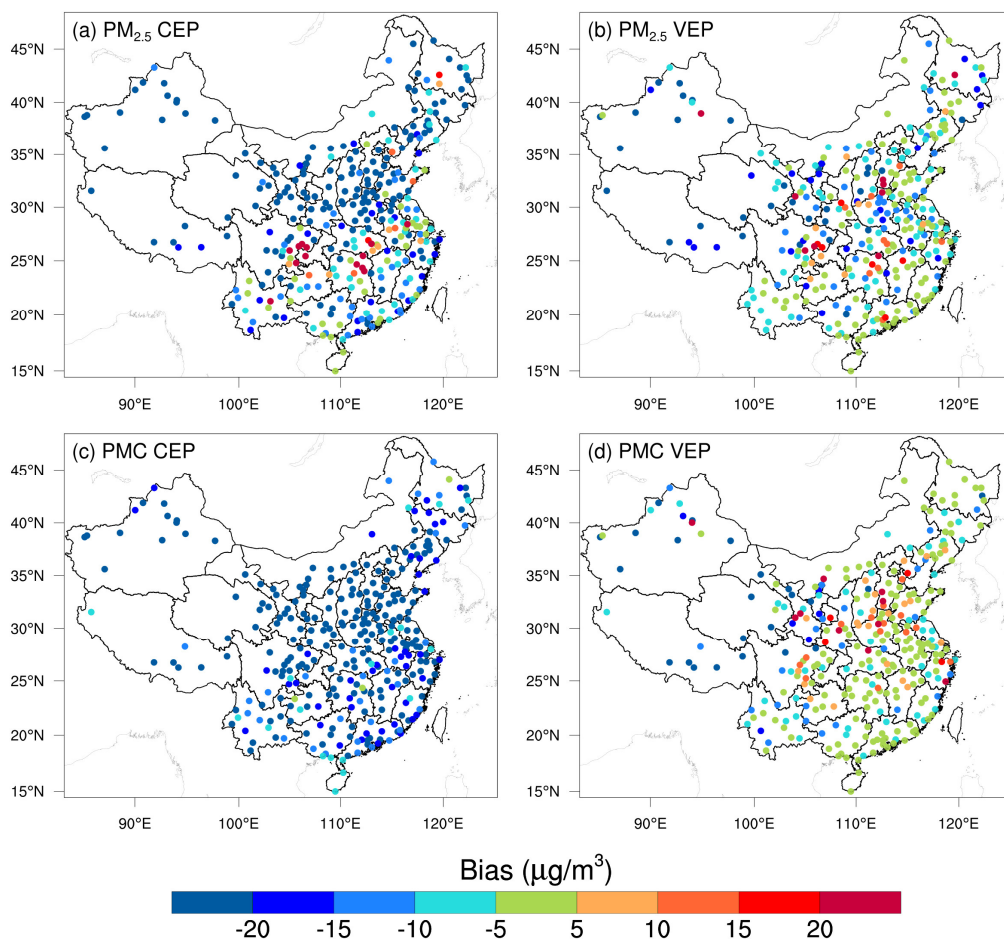 (a) PM2.5 CEP
(b) PM2.5 VEP
45°N
40°N
35°N
30°N
25°N
20°N
15°N
45°N
40°N
35°N
30°N
25°N
20°N
15°N
90°E 100°E 110°E 120°E
90°E 100°E 110°E 120°E
(c) PMC CEP
(d) PMC VEP
45°N
40°N
35°N
30°N
25°N
20°N
15°N
45°N
40°N
35°N
30°N
25°N
20°N
15°N
90°E 100°E 110°E 120°E
90°E 100°E 110°E 120°E
Bias (μg/m³)
-20 -15 -10 -5 5 10 15 20